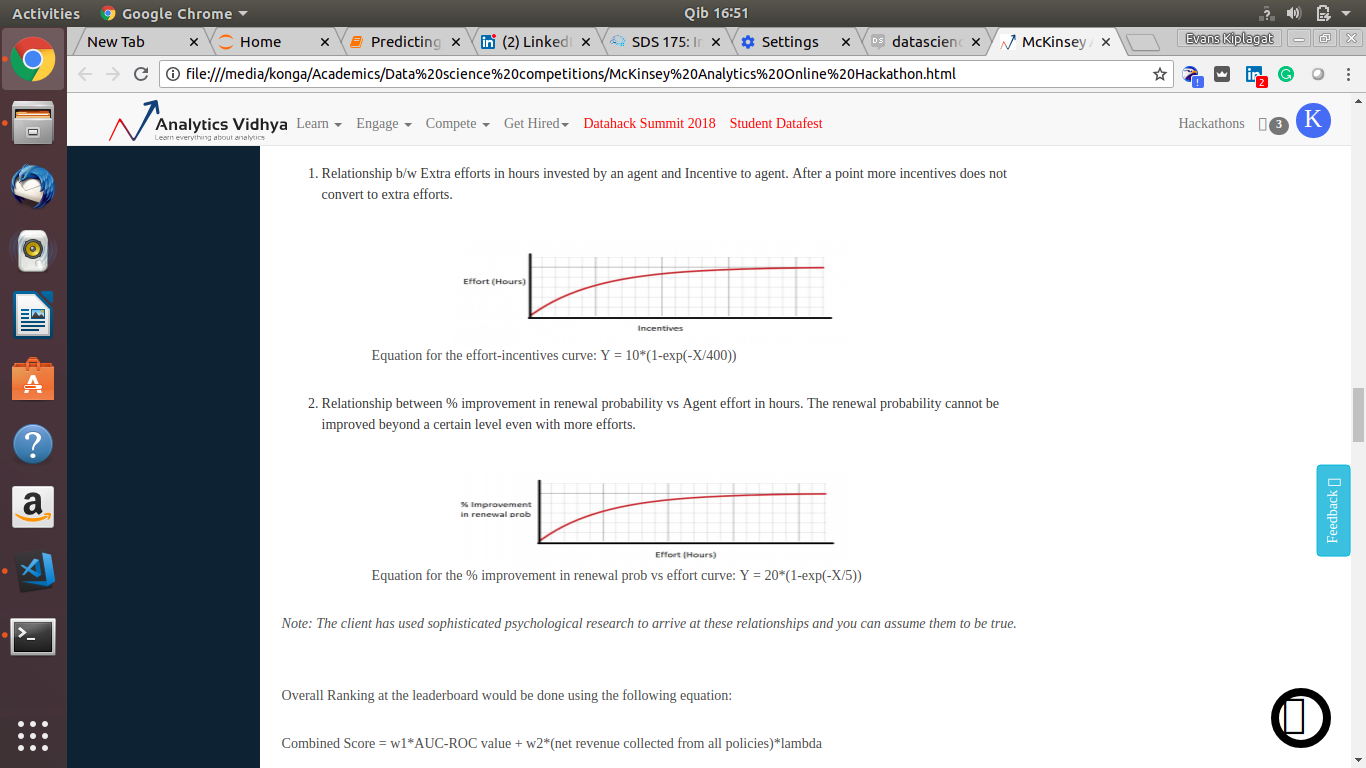 Activities Google Chrome Qib 16:51
New Tab Home Predicting (2) Linked SDS 175: I Settings datascien McKinsey Evans Kiplagat
file:///media/konga/Academics/Data%20science%20competitions/McKinsey%20Analytics%20Online%20Hackathon.html
! 2
Analytics Vidhya Learn Engage Compete Get Hired Datahack Summit 2018 Student Datafest Hackathons 3 K
Learn everything about analytics
1. Relationship b/w Extra efforts in hours invested by an agent and Incentive to agent. After a point more incentives does not
convert to extra efforts.
Effort (Hours)
Incentives
Equation for the effort-incentives curve: Y = 10*(1-exp(-X/400))
2. Relationship between % improvement in renewal probability vs Agent effort in hours. The renewal probability cannot be
improved beyond a certain level even with more efforts.
% Improvement
in renewal prob
Effort (Hours)
Equation for the % improvement in renewal prob vs effort curve: Y = 20*(1-exp(-X/5))
Note: The client has used sophisticated psychological research to arrive at these relationships and you can assume them to be true.
Overall Ranking at the leaderboard would be done using the following equation:
Combined Score = w1*AUC-ROC value + w2*(net revenue collected from all policies)*lambda
Feedback